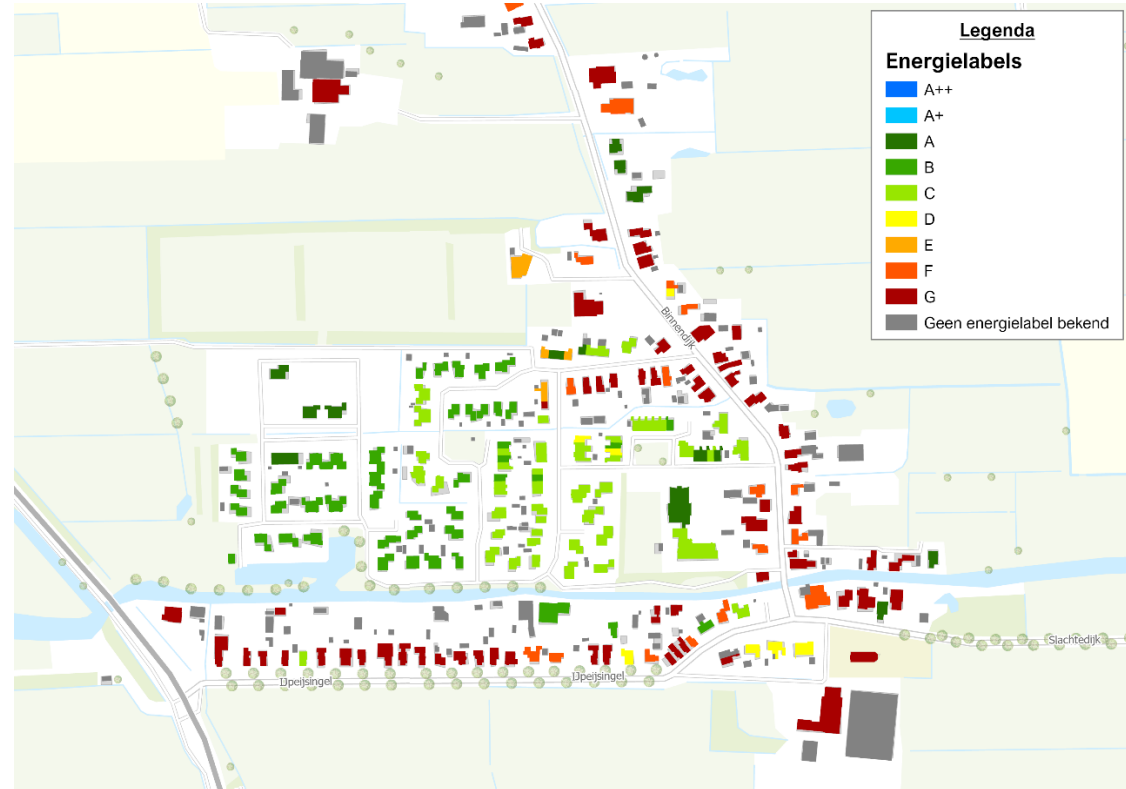 Legenda
Energielabels
A++
A+
A
B
C
D
E
F
G
Geen energielabel bekend
Binnendijk
Slachtedijk
IJpeijsingel
IJpeijsingel